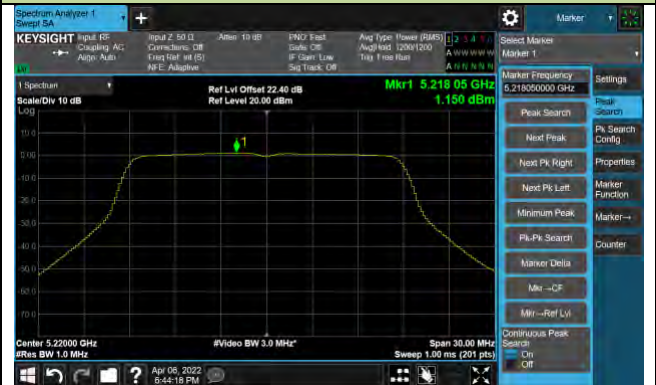 Spectrum Analyzer 1
Swept SA
+
Marker
KEYSIGHT
Input: RF
Coupling: AC
Align: Auto
Input Z: 50 Ω
Corrections: Off
Freq Ref: Int (S)
NFE: Adaptive
Atten: 10 dB
PNO: Fast
Gate: Off
IF Gain: Low
Sig Track: Off
Avg Type: Power (RMS)
Avg|Hold: 1200/1200
Trig: Free Run
1 2 3 4 5 6
A W W W W W
A N N N N N
Select Marker
Marker 1
Marker Frequency
5.218050000 GHz
Settings
Peak Search
Next Peak
Next Pk Right
Next Pk Left
Minimum Peak
Pk-Pk Search
Marker Delta
Mkr→CF
Mkr→Ref Lvl
Continuous Peak
Search
On
Off
Peak
Search
Pk Search
Config
Properties
Marker
Function
Marker→
Counter
1 Spectrum
Scale/Div 10 dB
Log
Ref Lvl Offset 22.40 dB
Ref Level 20.00 dBm
Mkr1 5.218 05 GHz
1.150 dBm
1
10.0
0.00
-10.0
-20.0
-30.0
-40.0
-50.0
-60.0
-70.0
Center 5.22000 GHz
#Res BW 1.0 MHz
#Video BW 3.0 MHz*
Span 30.00 MHz
Sweep 1.00 ms (201 pts)
?
Apr 06, 2022
6:44:18 PM